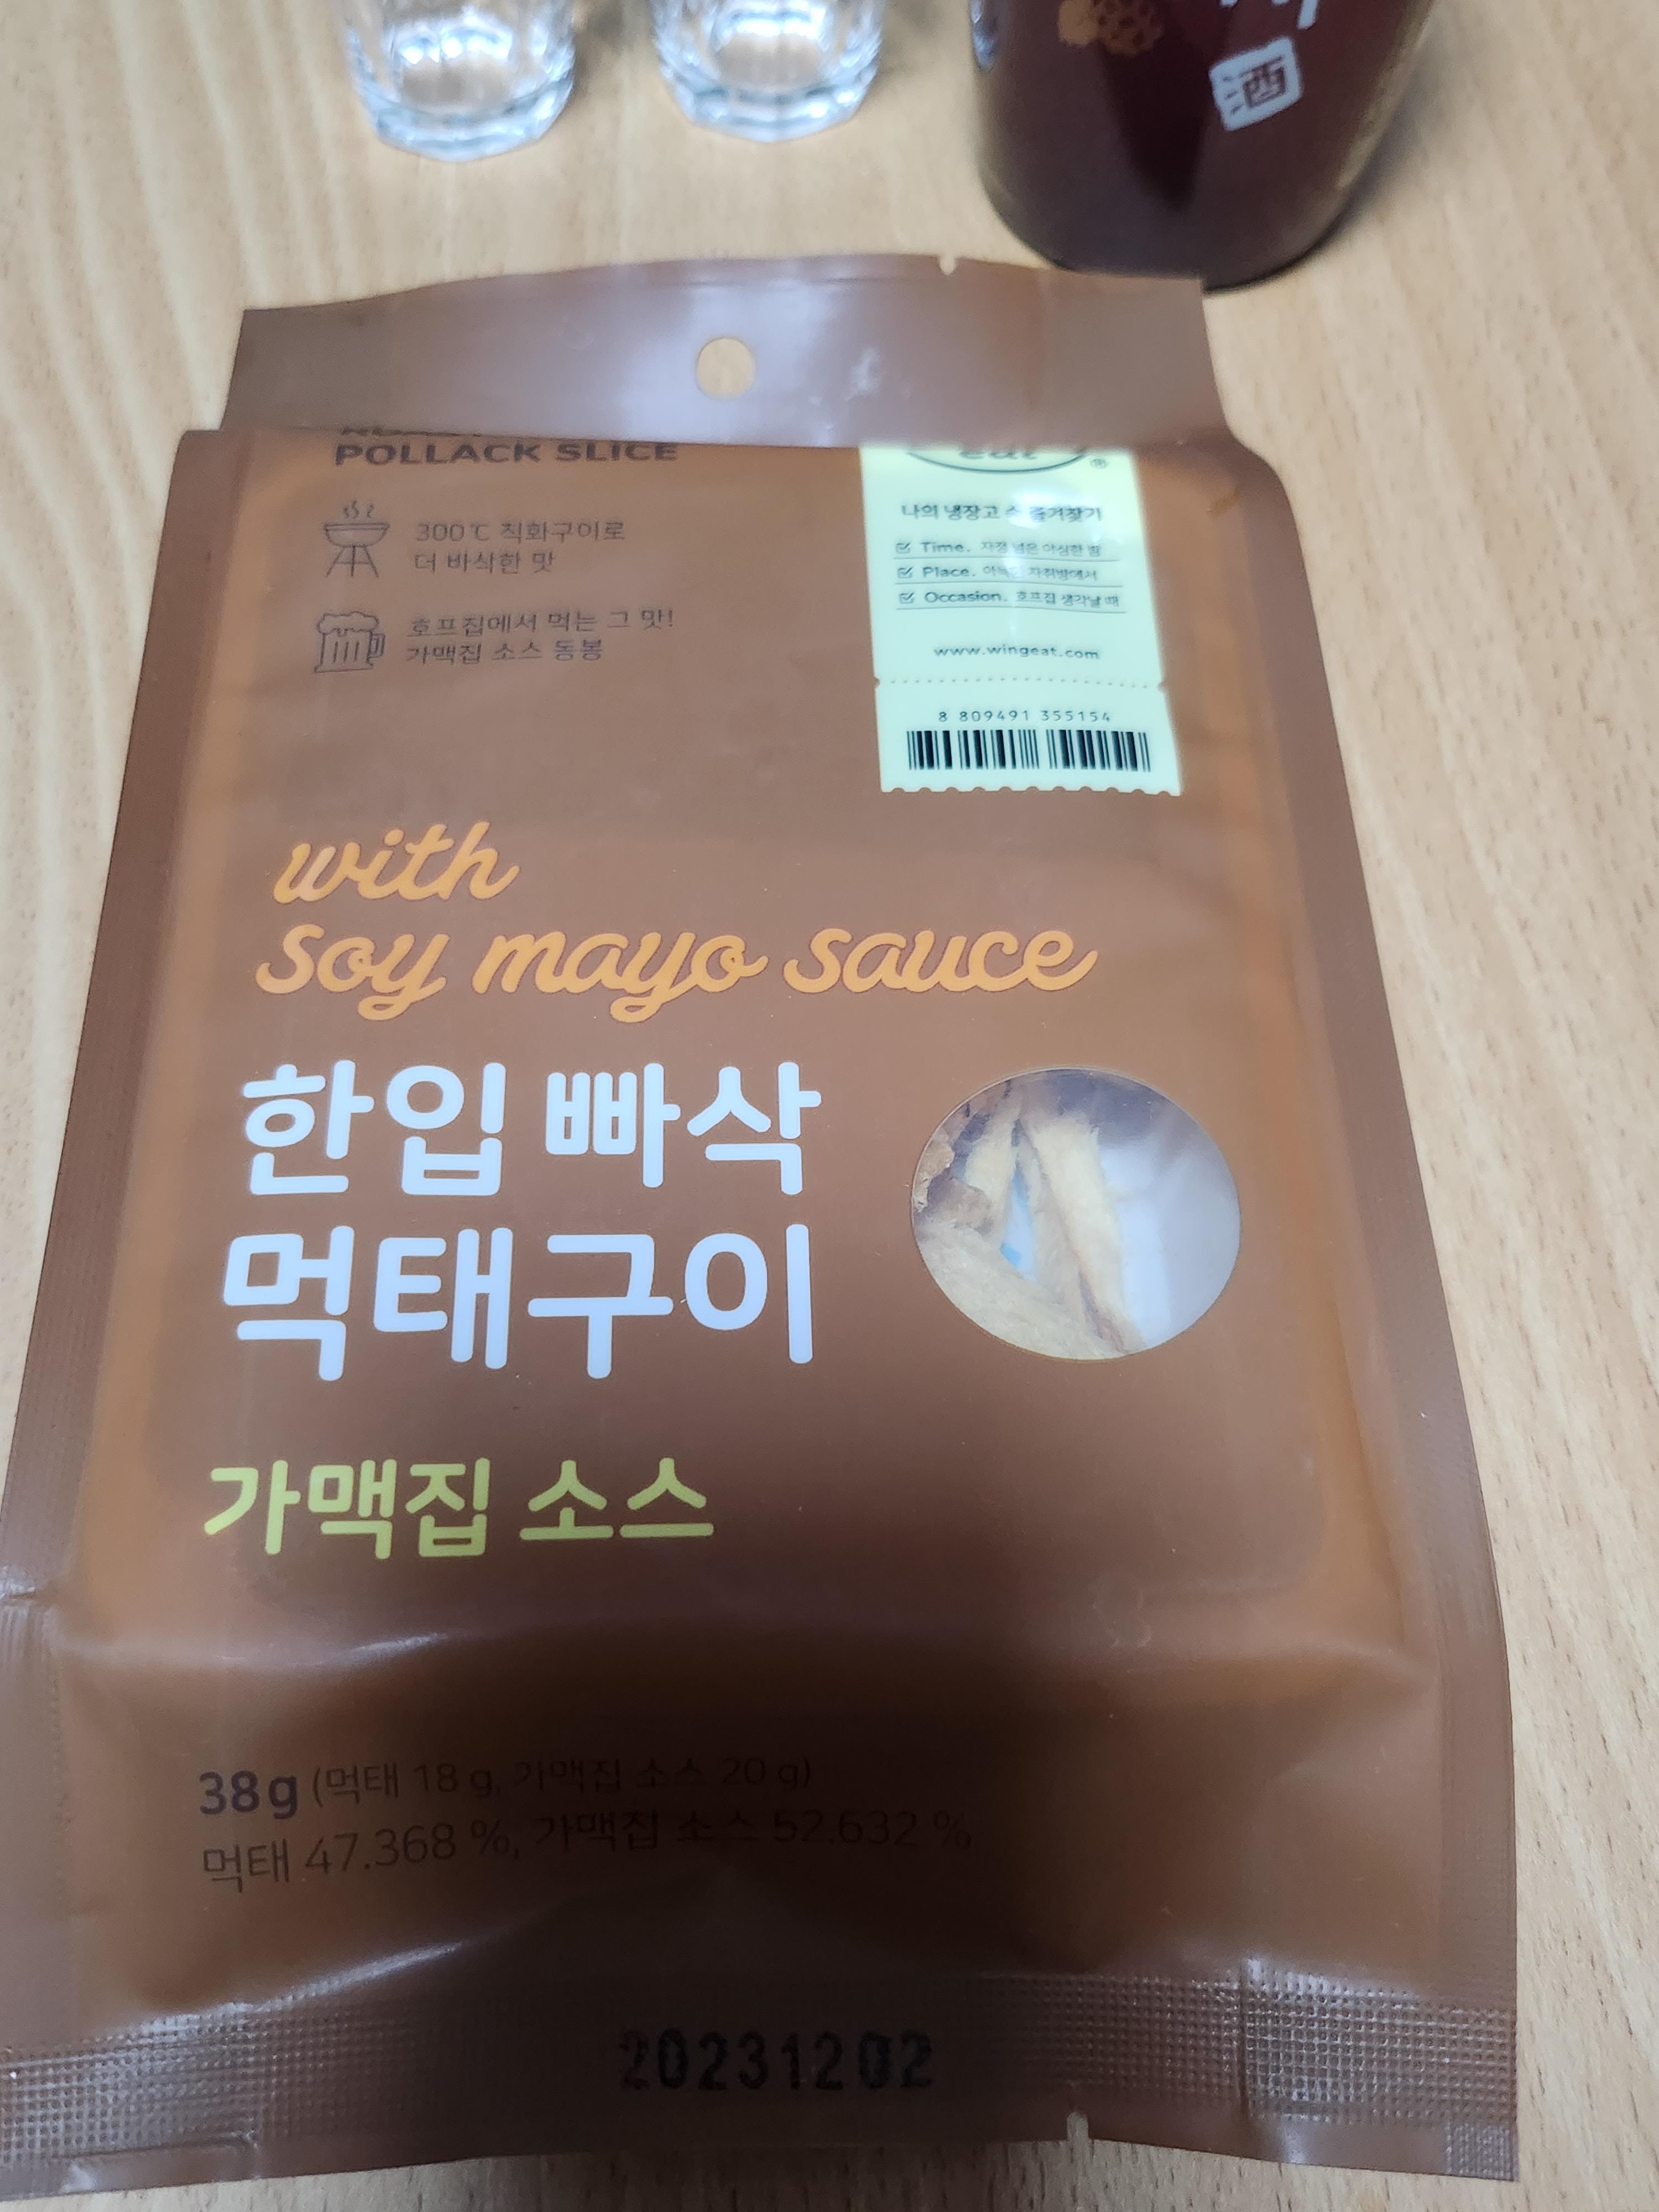 酒
POLLACK SLICE
300℃ 직화구이로
더 바삭한 맛
호프집에서 먹는 그 맛!
가맥집 소스 동봉
eat
®
나의 냉장고 속 즐겨찾기
Time. 자정 넘은 야심한 밤
Place. 아늑한 자취방에서
Occasion. 호프집 생각날 때
www.wingeat.com
8 809491 355154
with
soy mayo sauce
한입 빠삭
먹태구이
가맥집 소스
38g (먹태 18 g, 가맥집 소스 20 g)
먹태 47.368 %, 가맥집 소스 52.632 %
20231202